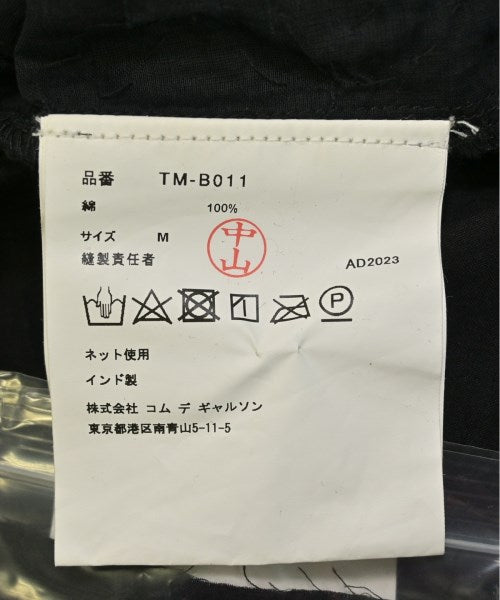 品番 TM-B011
綿 100%
サイズ M
中山
縫製責任者 AD2023
P
ネット使用
インド製
株式会社 コム デ ギャルソン
東京都港区南青山5-11-5